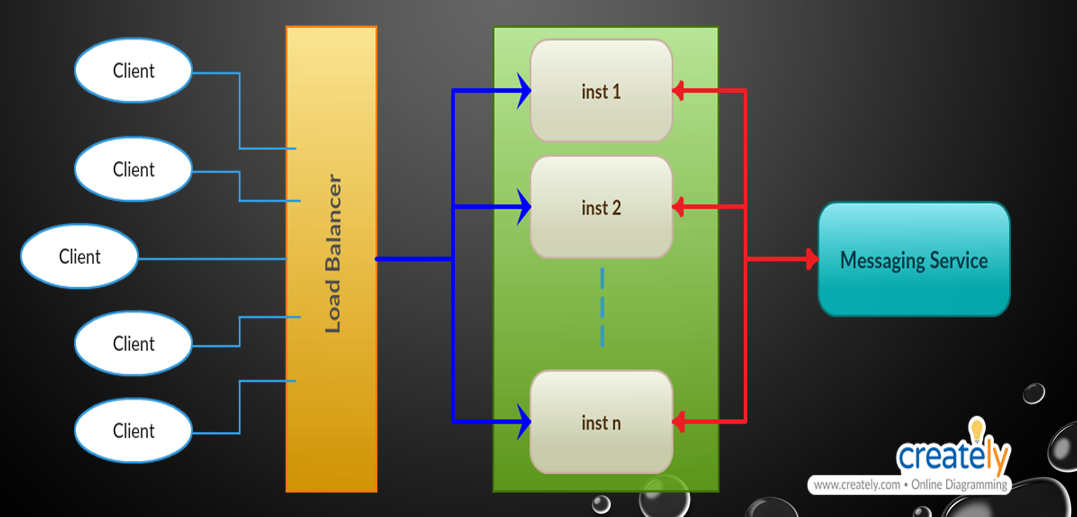 Client
Client
Client
Client
Client
Load Balancer
inst 1
inst 2
inst n
Messaging Service
creately
www.creately.com • Online Diagramming